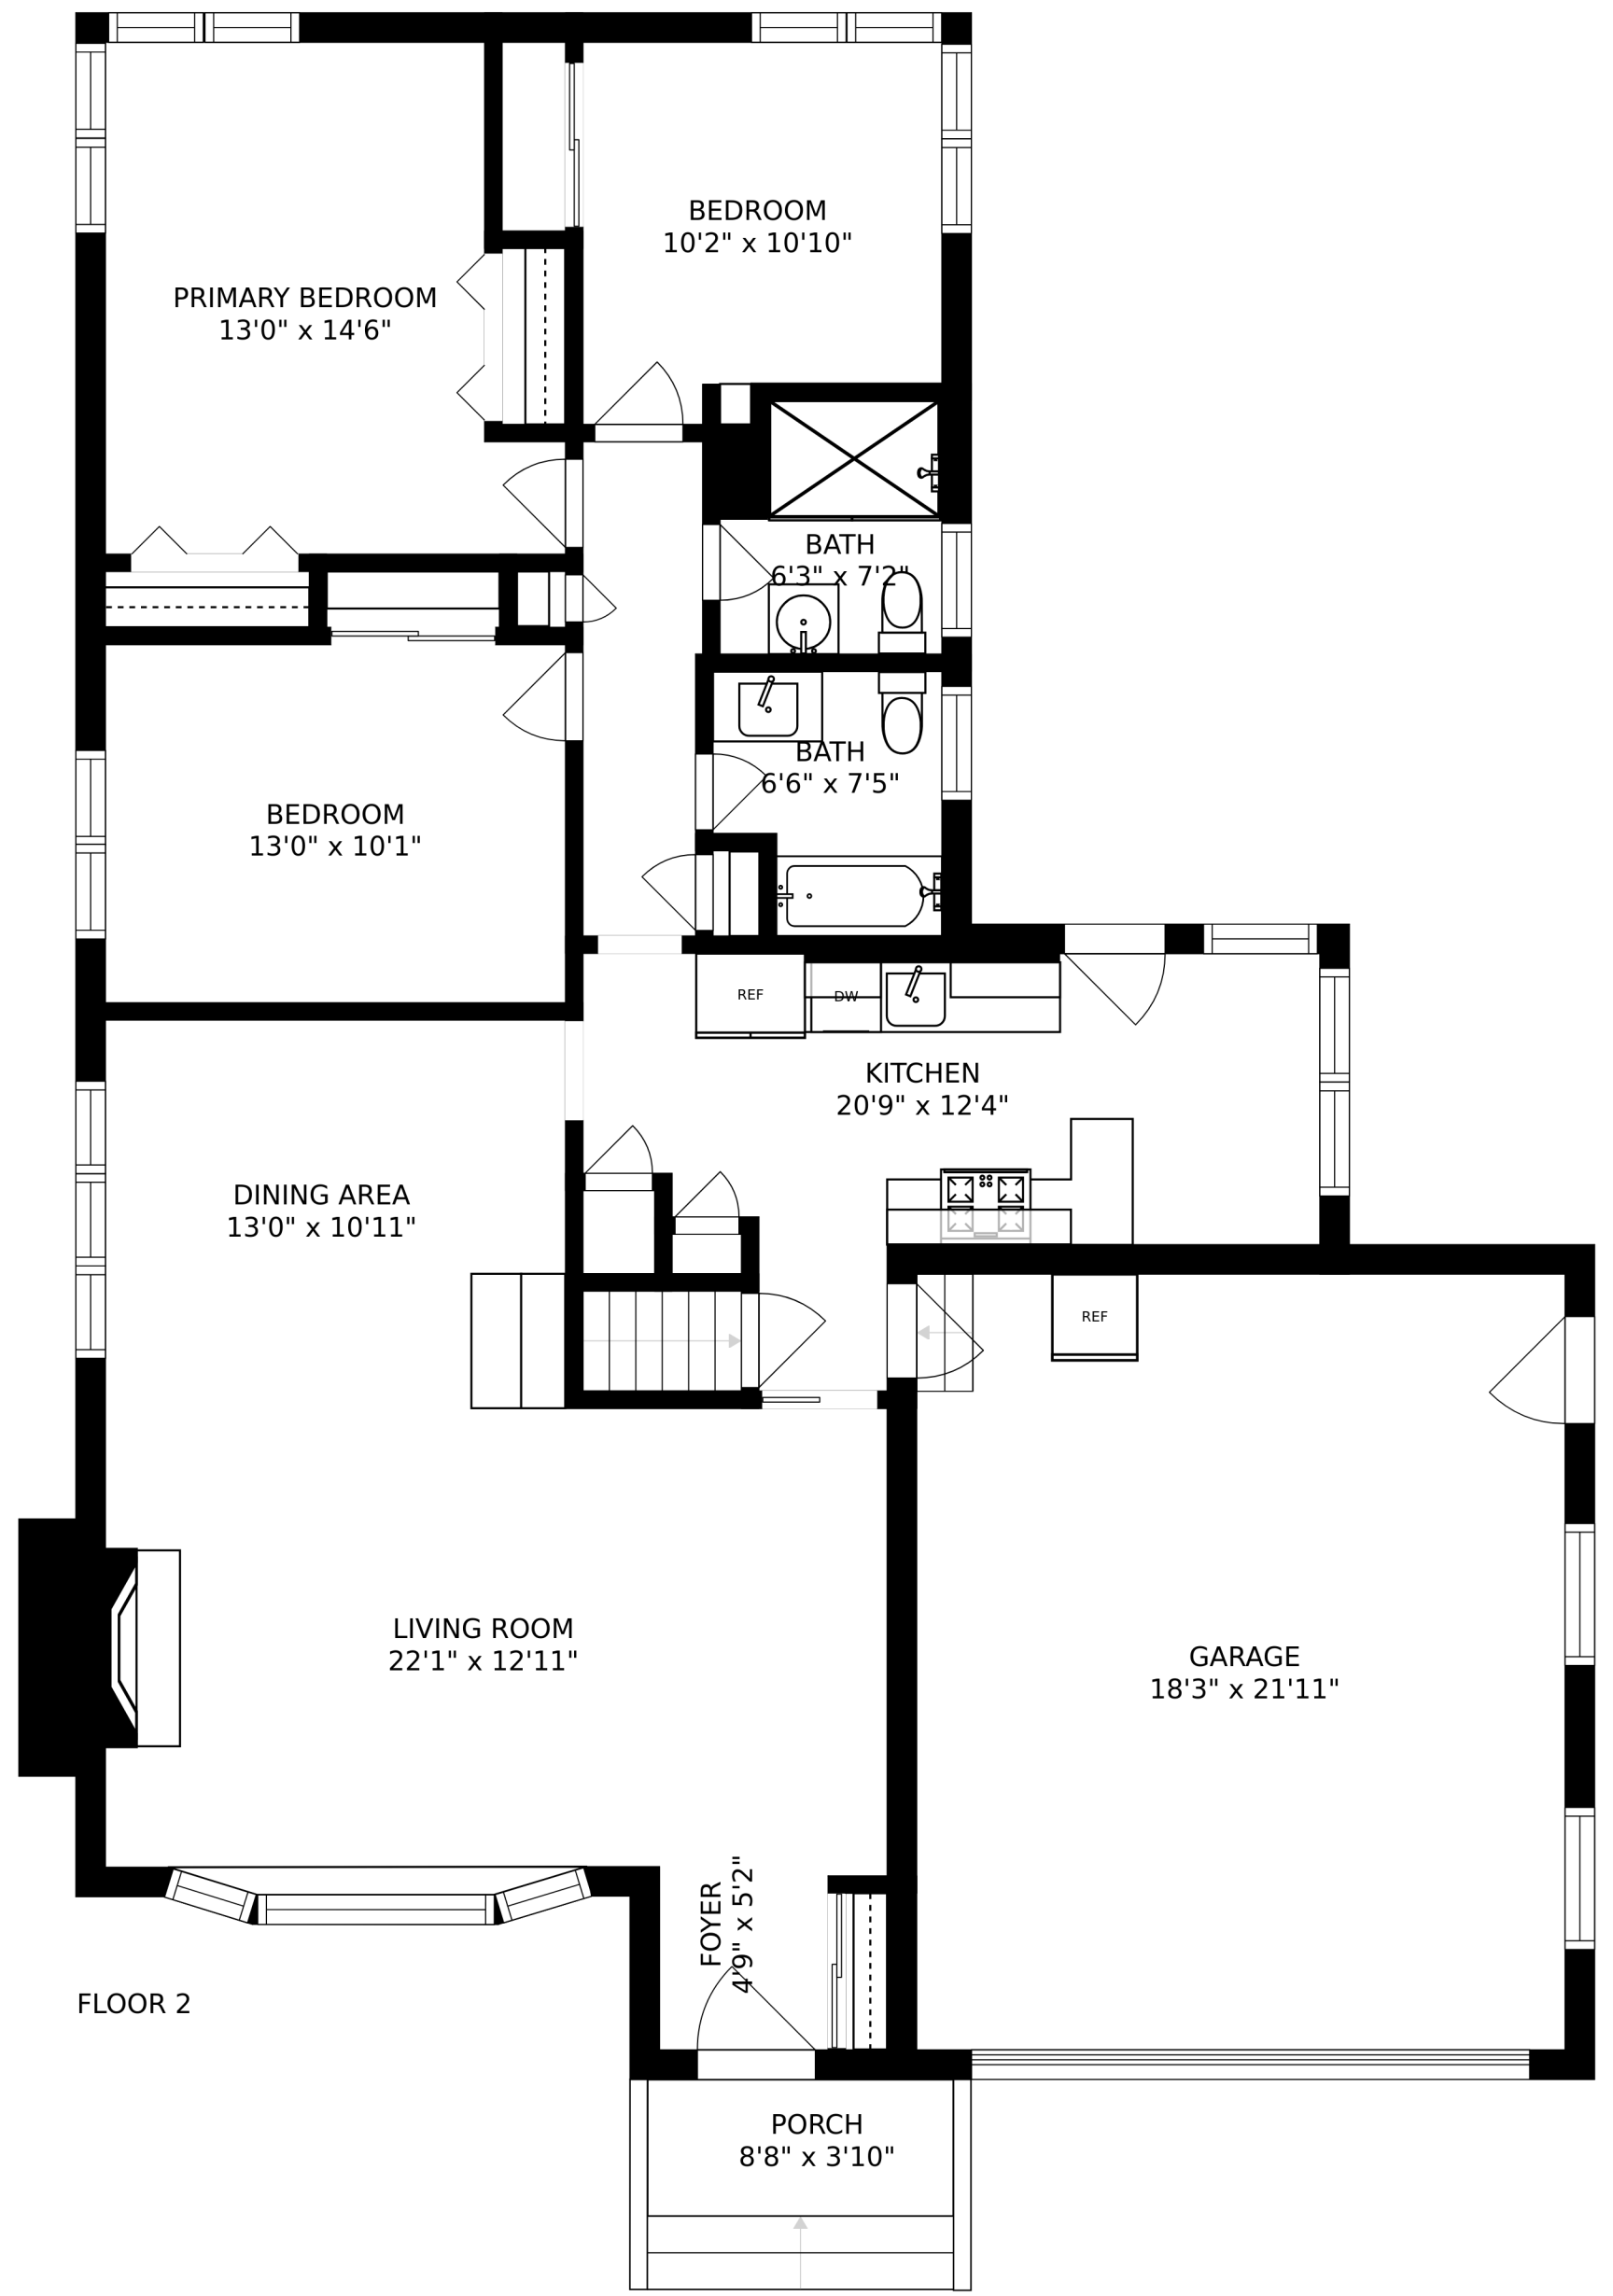 BEDROOM
10'2" x 10'10"
PRIMARY BEDROOM
13'0" x 14'6"
BATH
6'3" x 7'2"
BATH
6'6" x 7'5"
BEDROOM
13'0" x 10'1"
REF
DW
KITCHEN
20'9" x 12'4"
DINING AREA
13'0" x 10'11"
REF
LIVING ROOM
22'1" x 12'11"
GARAGE
18'3" x 21'11"
FOYER
4'9" x 5'2"
FLOOR 2
PORCH
8'8" x 3'10"